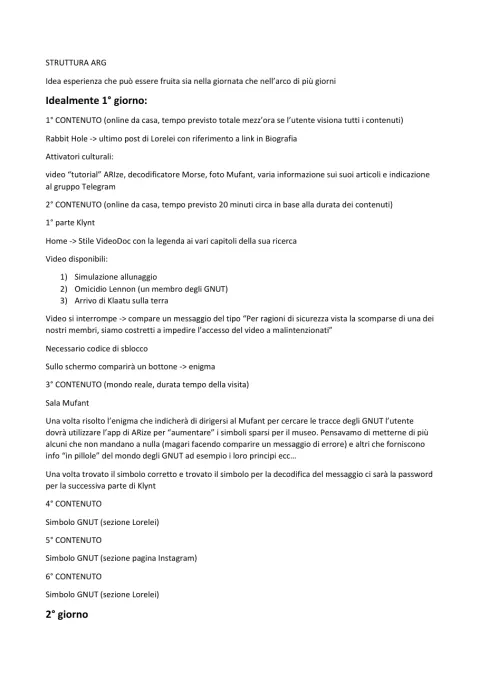 STRUTTURA ARG
Idea esperienza che può essere fruita sia nella giornata che nell'arco di più giorni
Idealmente 1° giorno:
1° CONTENUTO (online da casa, tempo previsto totale mezz'ora se l'utente visiona tutti i contenuti)
Rabbit Hole -> ultimo post di Lorelei con riferimento a link in Biografia
Attivatori culturali:
video "tutorial" ARIze, decodificatore Morse, foto Mufant, varia information sui suoi articoli e indicazione
al gruppo Telegram
2° CONTENUTO (online da casa, tempo previsto 20 minuti circa in base alla durata dei contenuti)
1° parte Klynt
Home -> Stile VideoDoc con la legenda ai vari capitoli della sua ricerca
Video disponibili:
1) Simulazione allunaggio
2) Omicidio Lennon (un membro degli GNUT)
3) Arrivo di Klaatu sulla terra
Video si interrompe -> compare un messaggio del tipo "Per ragioni di sicurezza vista la scomparse di una dei
nostri membri, siamo costretti a impedire l'accesso del video a malintenzionati"
Necessario codice di sblocco
Sullo schermo comparirà un bottone -> enigma
3° CONTENUTO (mondo reale, durata tempo della visita)
Sala Mufant
Una volta risolto l'enigma che indicherà di dirigersi al Mufant per cercare le tracce degli GNUT l'utente
dovrà utilizzare l'app di ARize per "aumentare" i simboli sparsi per il museo. Pensavamo di metterne di più
alcuni che non mandano a nulla (magari facendo comparire un messaggio di errore) e altri che forniscono
info "in pillole" del mondo degli GNUT ad esempio i loro principi ecc…
Una volta trovato il simbolo corretto e trovato il simbolo per la decodifica del messaggio ci sarà la password
per la successiva parte di Klynt
4° CONTENUTO
Simbolo GNUT (sezione Lorelei)
5° CONTENUTO
Simbolo GNUT (sezione pagina Instagram)
6° CONTENUTO
Simbolo GNUT (sezione Lorelei)
2° giorno